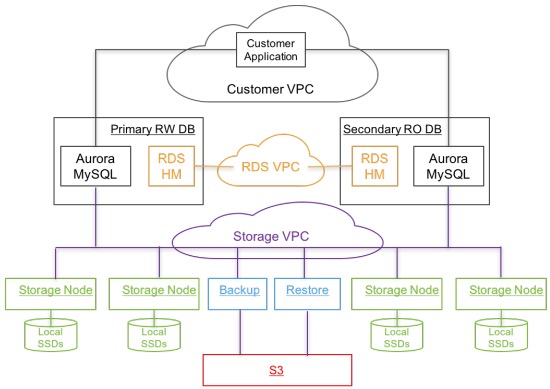 Customer
Application
Customer VPC
Primary RW DB
Secondary RO DB
Aurora
MySQL
RDS
HM
RDS VPC
RDS
HM
Aurora
MySQL
Storage VPC
Storage Node
Storage Node
Backup
Restore
Storage Node
Storage Node
Local
SSDs
Local
SSDs
Local
SSDs
Local
SSDs
S3